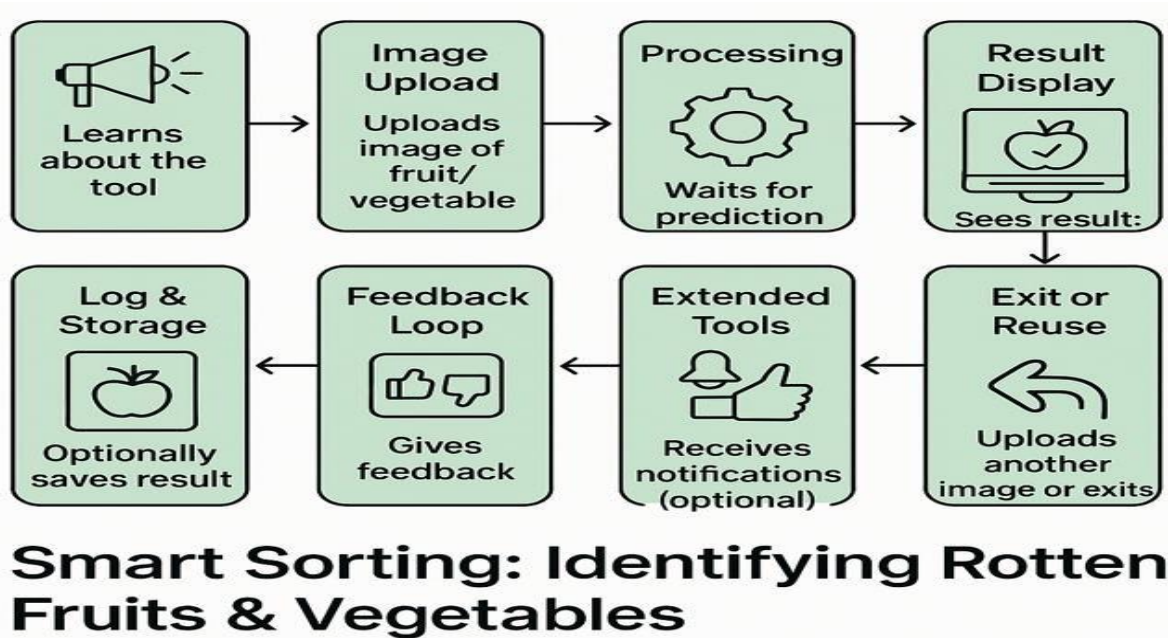 Learns
about the
tool
Image
Upload
Uploads
image of
fruit/
vegetable
Processing
Waits for
prediction
Result
Display
Sees result:
Log &
Storage
Optionally
saves result
Feedback
Loop
Gives
feedback
Extended
Tools
Receives
notifications
(optional)
Exit or
Reuse
Uploads
another
image or exits
Smart Sorting: Identifying Rotten
Fruits & Vegetables